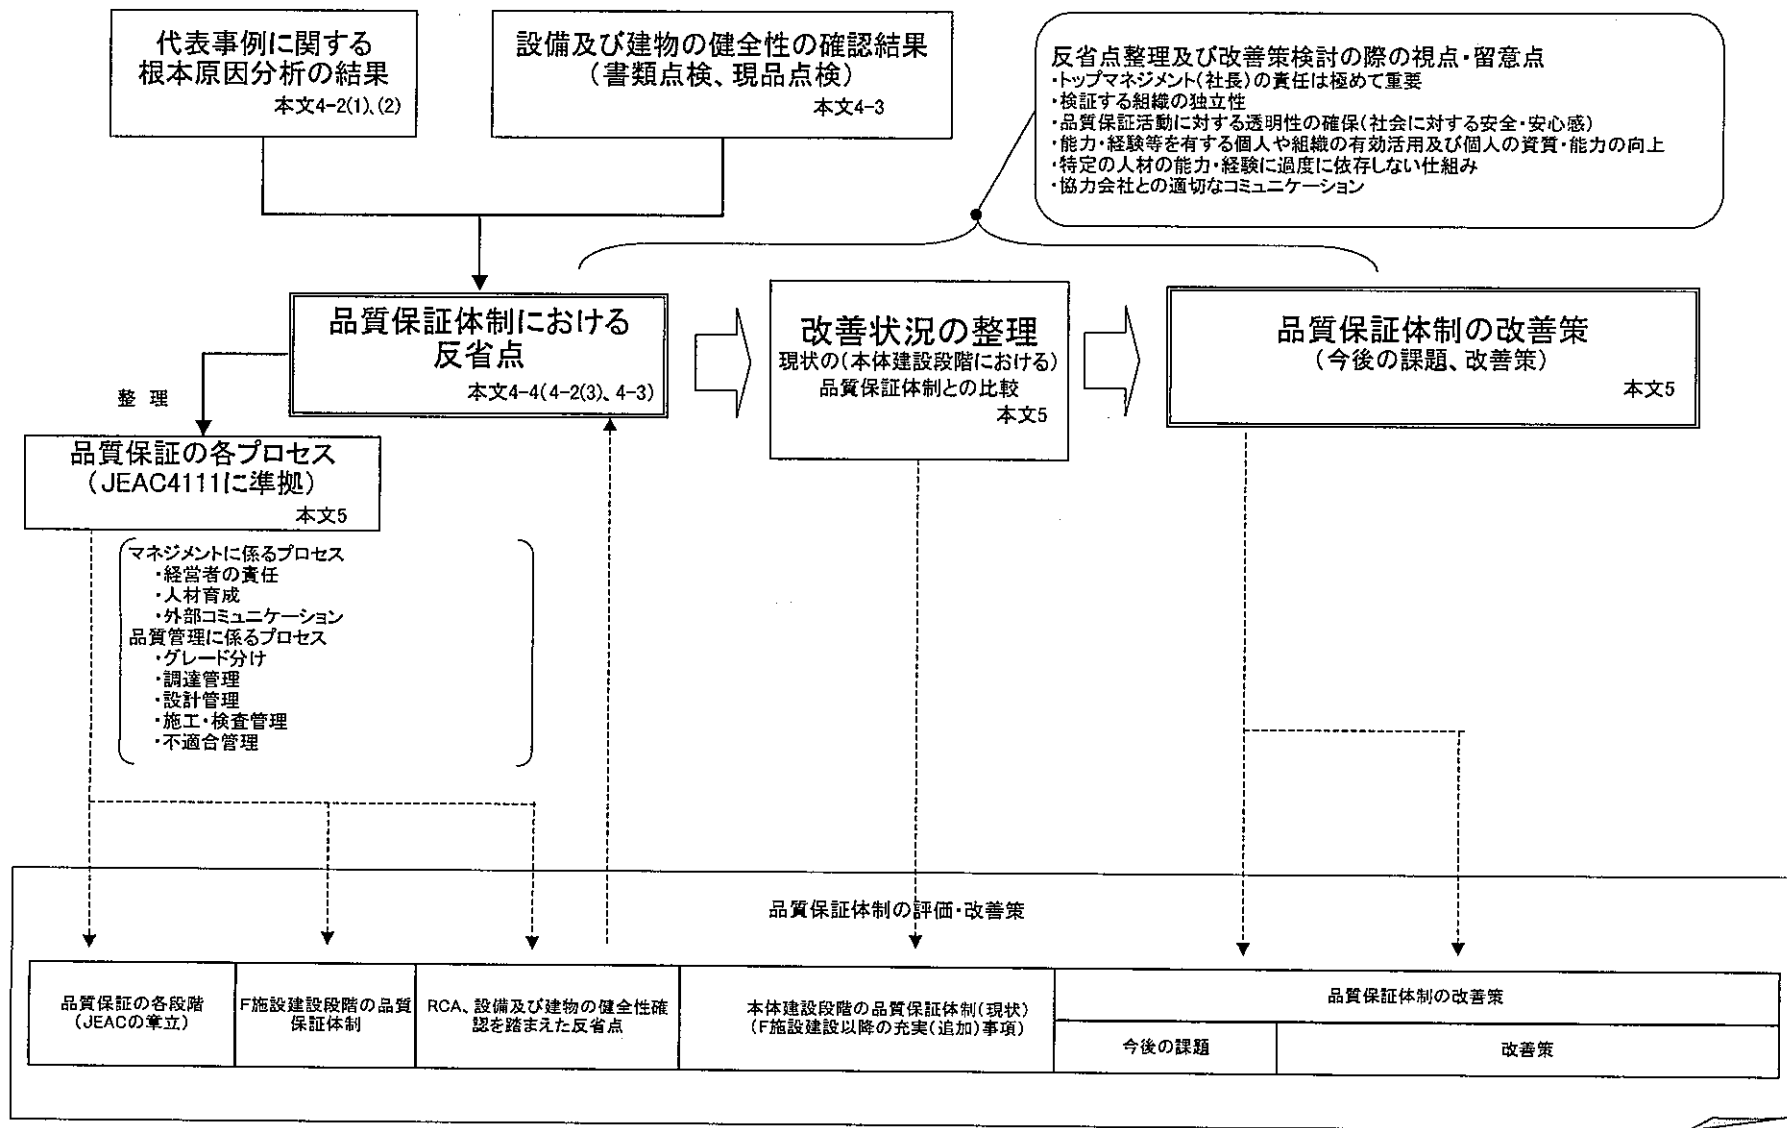 代表事例に関する
根本原因分析の結果
本文4-2(1)、(2)
設備及び建物の健全性の確認結果
(書類点検、現品点検)
本文4-3
反省点整理及び改善策検討の際の視点・留意点
・トップマネジメント(社長)の責任は極めて重要
・検証する組織の独立性
・品質保証活動に対する透明性の確保(社会に対する安全・安心感)
・能力・経験等を有する個人や組織の有効活用及び個人の資質・能力の向上
・特定の人材の能力・経験に過度に依存しない仕組み
・協力会社との適切なコミュニケーション
品質保証体制における
反省点
本文4-4(4-2(3)、4-3)
改善状況の整理
現状の(本体建設段階における)
品質保証体制との比較
本文5
品質保証体制の改善策
(今後の課題、改善策)
本文5
整 理
品質保証の各プロセス
(JEAC4111に準拠)
本文5
マネジメントに係るプロセス
・経営者の責任
・人材育成
・外部コミュニケーション
品質管理に係るプロセス
・グレード分け
・調達管理
・設計管理
・施工・検査管理
・不適合管理
品質保証体制の評価・改善策
品質保証の各段階
(JEACの章立)
F施設建設段階の品質
保証体制
RCA、設備及び建物の健全性確
認を踏まえた反省点
本体建設段階の品質保証体制(現状)
(F施設建設以降の充実(追加)事項)
品質保証体制の改善策
今後の課題
改善策